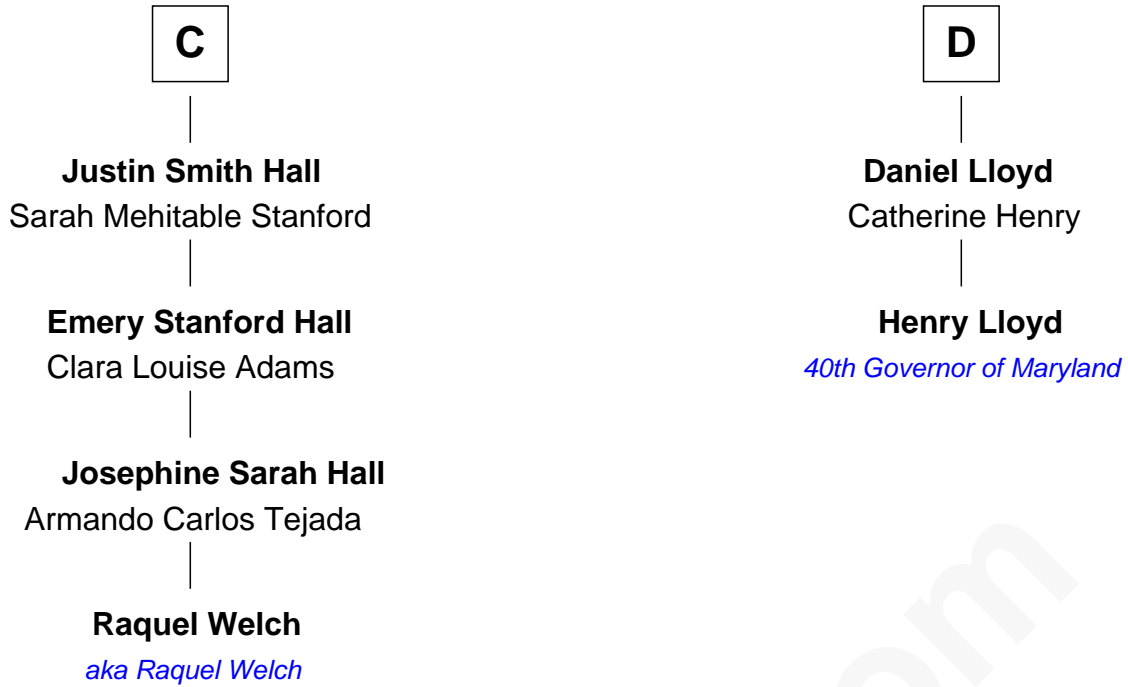 C
Justin Smith Hall
Sarah Mehitable Stanford
Emery Stanford Hall
Clara Louise Adams
Josephine Sarah Hall
Armando Carlos Tejada
Raquel Welch
aka Raquel Welch
D
Daniel Lloyd
Catherine Henry
Henry Lloyd
40th Governor of Maryland
om